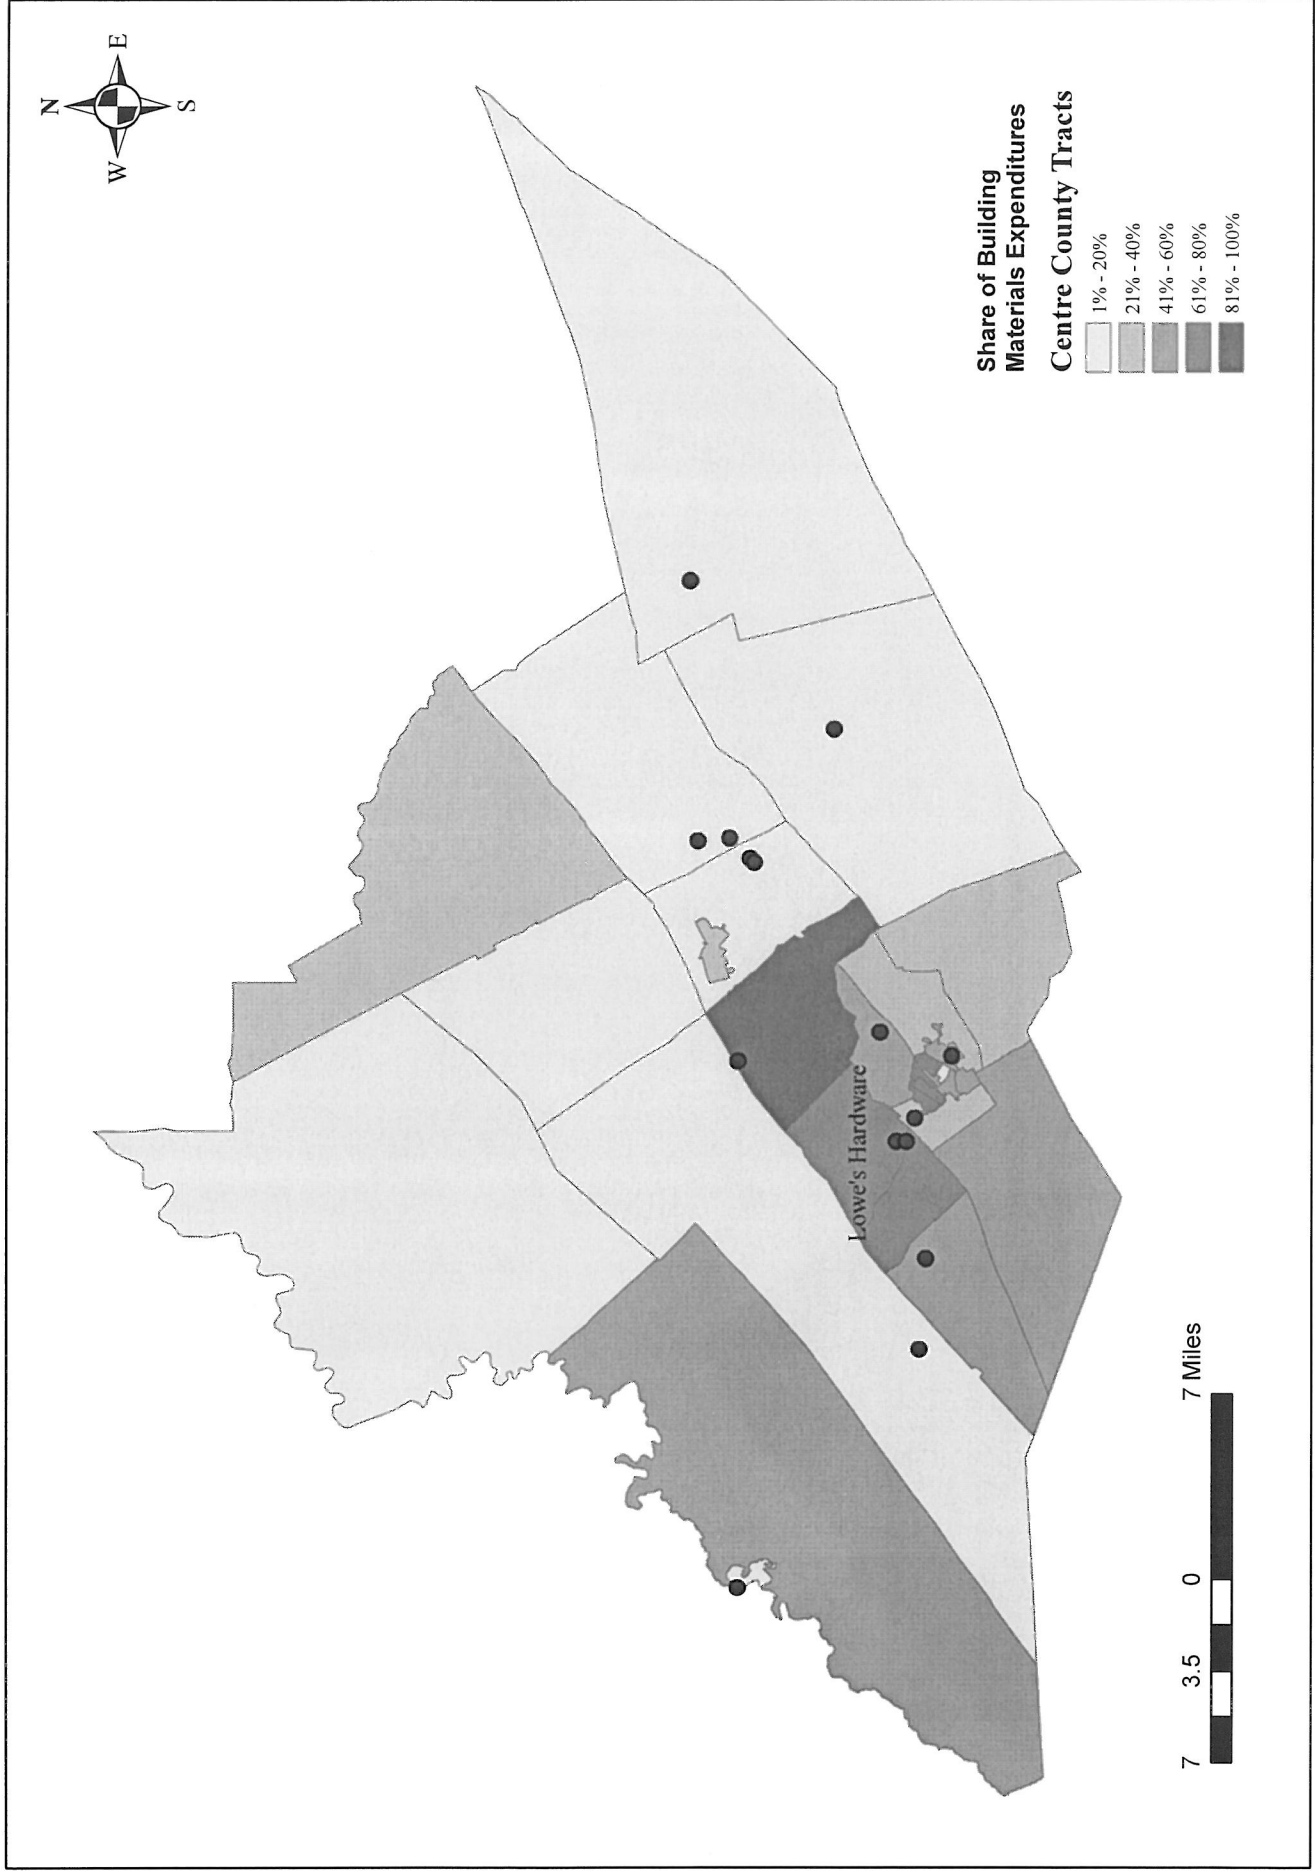 N
W E
S
Lowe's Hardware
Share of Building
Materials Expenditures
Centre County Tracts
1% - 20%
21% - 40%
41% - 60%
61% - 80%
81% - 100%
7 3.5 0 7 Miles